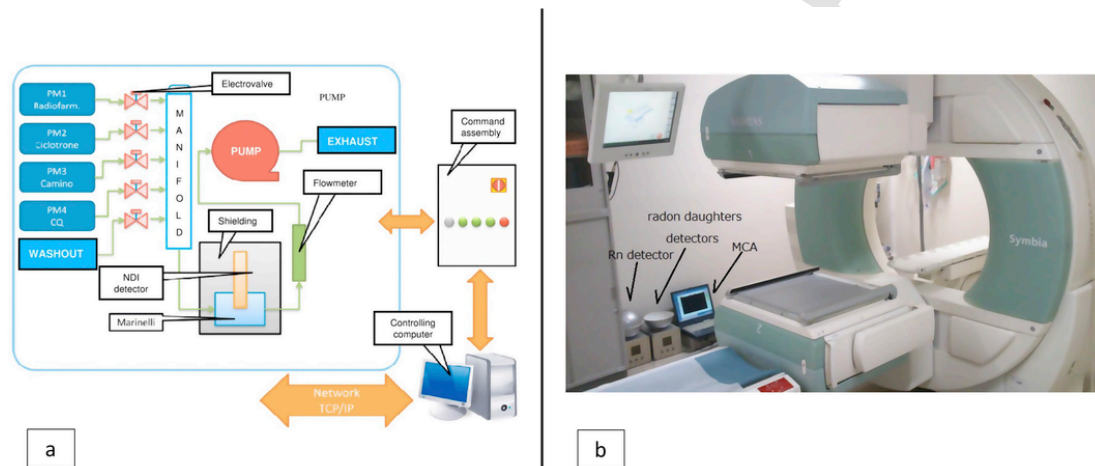 PM1
Radiofarm.
PM2
Ciclotrone
PM3
Camino
PM4
CQ
WASHOUT
Electrovalve
MANIFOLD
PUMP
PUMP
EXHAUST
Flowmeter
Shielding
NDI
detector
Marinelli
Command
assembly
Controlling
computer
Network
TCP/IP
a
radon daughters
detectors
Rn detector
MCA
SIEMENS
Symbia
b